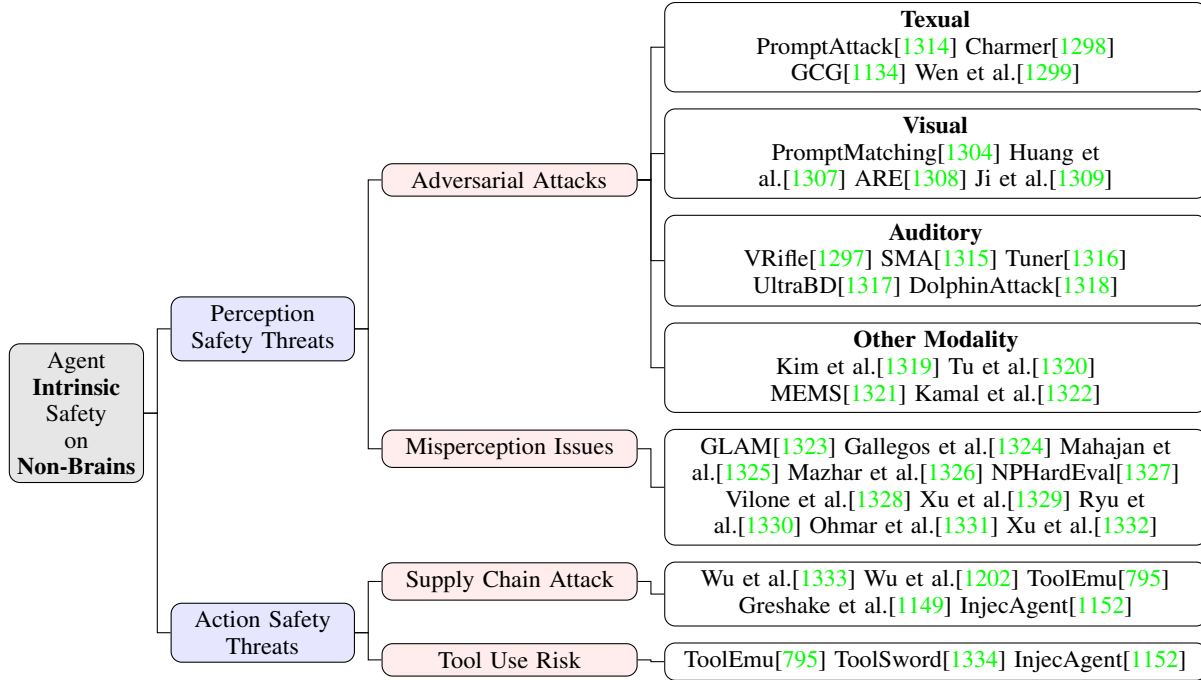 Texual
PromptAttack[1314] Charmer[1298]
GCG[1134] Wen et al.[1299]
Visual
PromptMatching[1304] Huang et
al.[1307] ARE[1308] Ji et al.[1309]
Adversarial Attacks
Auditory
VRifle[1297] SMA[1315] Tuner[1316]
UltraBD[1317] DolphinAttack[1318]
Perception
Safety Threats
Other Modality
Kim et al.[1319] Tu et al.[1320]
MEMS[1321] Kamal et al.[1322]
Agent
Intrinsic
Safety
on
Non-Brains
Misperception Issues
GLAM[1323] Gallegos et al.[1324] Mahajan et
al.[1325] Mazhar et al.[1326] NPHardEval[1327]
Vilone et al.[1328] Xu et al.[1329] Ryu et
al.[1330] Ohmar et al.[1331] Xu et al.[1332]
Supply Chain Attack
Wu et al.[1333] Wu et al.[1202] ToolEmu[795]
Greshake et al.[1149] InjecAgent[1152]
Action Safety
Threats
Tool Use Risk
ToolEmu[795] ToolSword[1334] InjecAgent[1152]